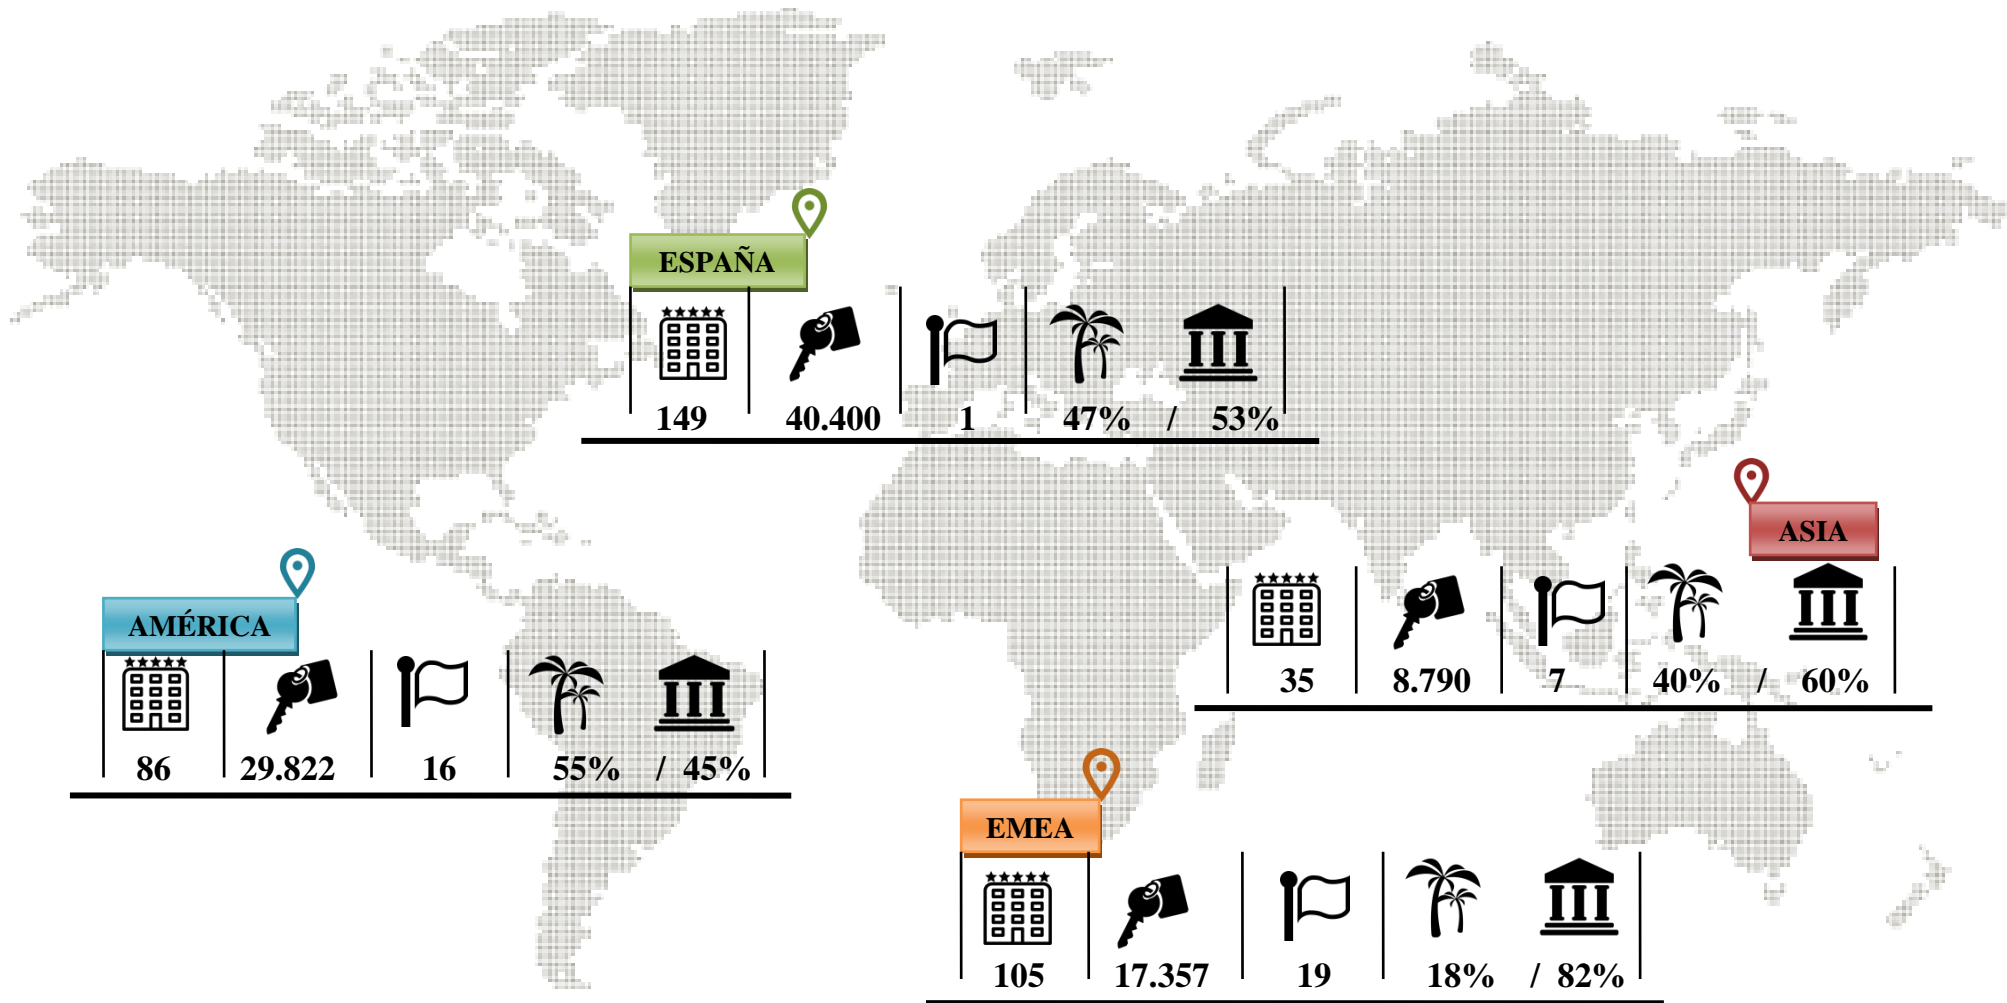 ESPAÑA
149 40.400 1 47% / 53%
ASIA
35 8.790 7 40% / 60%
AMÉRICA
86 29.822 16 55% / 45%
EMEA
105 17.357 19 18% / 82%